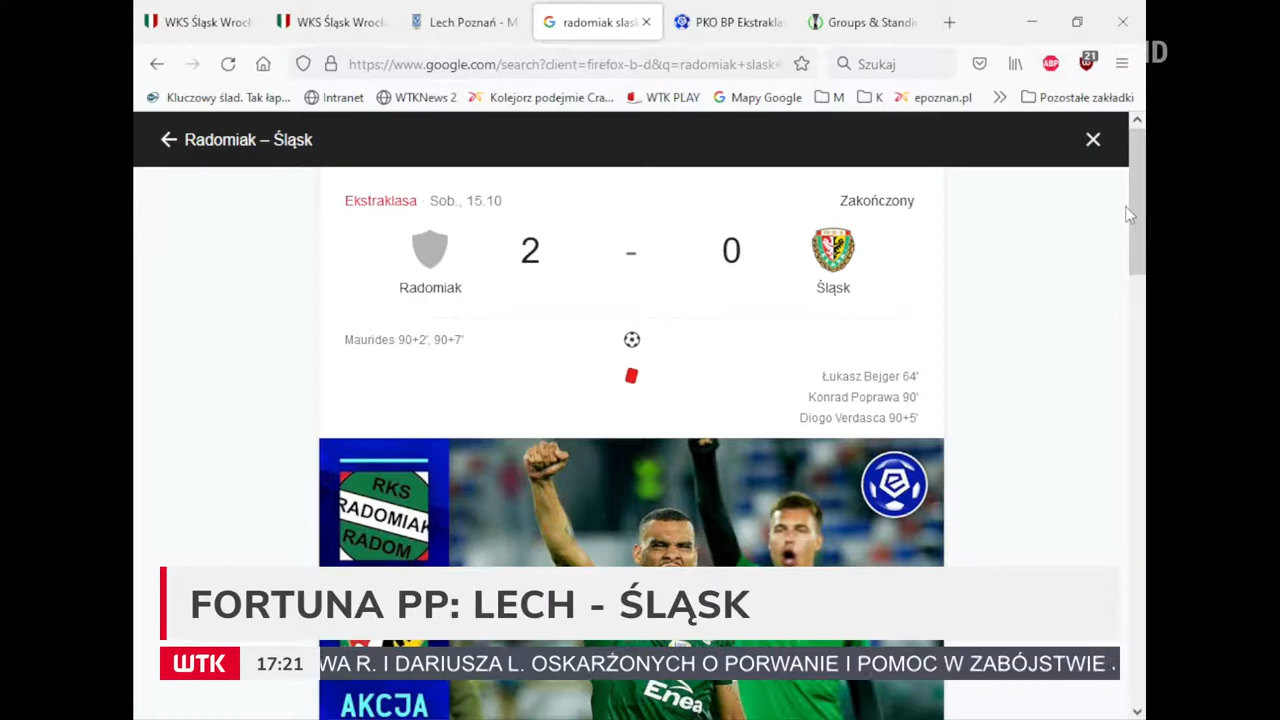 WKS Śląsk Wrocł
WKS Śląsk Wrocł
Lech Poznań - M
radomiak slask
PKO BP Ekstrakla
Groups & Standi
https://www.google.com/search?client=firefox-b-d&q=radomiak+slask
Szukaj
ABP
21
HD
Kluczowy ślad. Tak łap...
Intranet
WTKNews 2
Kolejorz podejmie Cra...
WTK PLAY
Mapy Google
M
K
epoznan.pl
Pozostałe zakładki
Radomiak – Śląsk
Ekstraklasa · Sob., 15.10
Zakończony
2 - 0
Radomiak
Śląsk
Maurides 90+2', 90+7'
Łukasz Bejger 64'
Konrad Poprawa 90'
Diogo Verdasca 90+5'
RKS
RADOMIAK
RADOM
FORTUNA PP: LECH - ŚLĄSK
WTK 17:21 WA R. I DARIUSZA L. OSKARŻONYCH O PORWANIE I POMOC W ZABÓJSTWIE
AKCJA
Enea